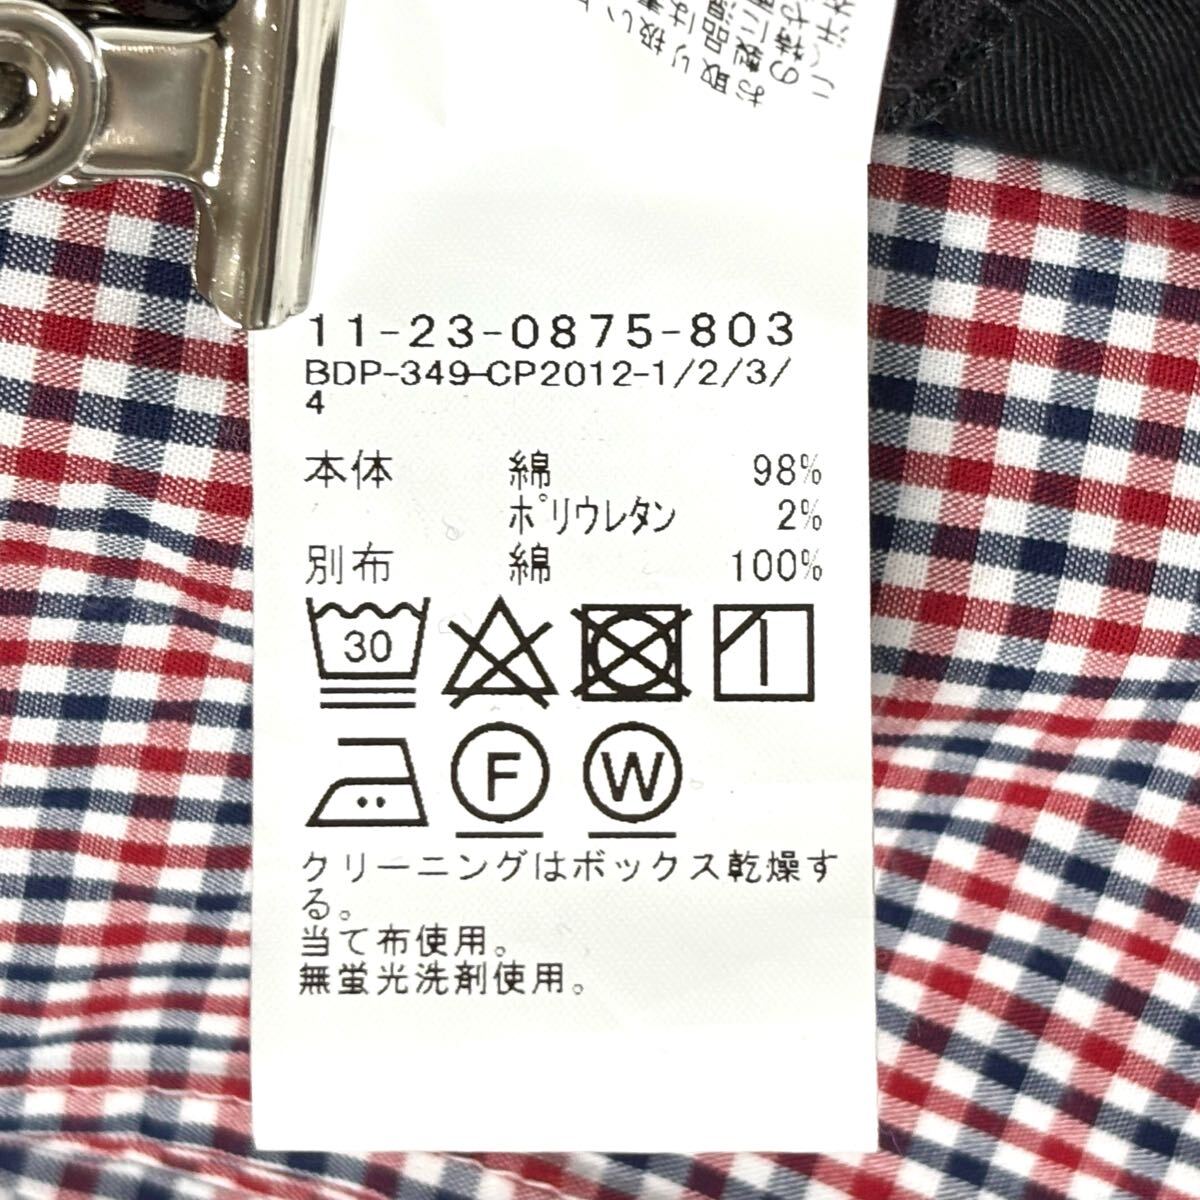 11-23-0875-803
BDP-349-CP2012-1/2/3/
4
本体 綿 98%
ポリウレタン 2%
別布 綿 100%
30
F W
クリーニングはボックス乾燥す
る。
当て布使用。
無蛍光洗剤使用。